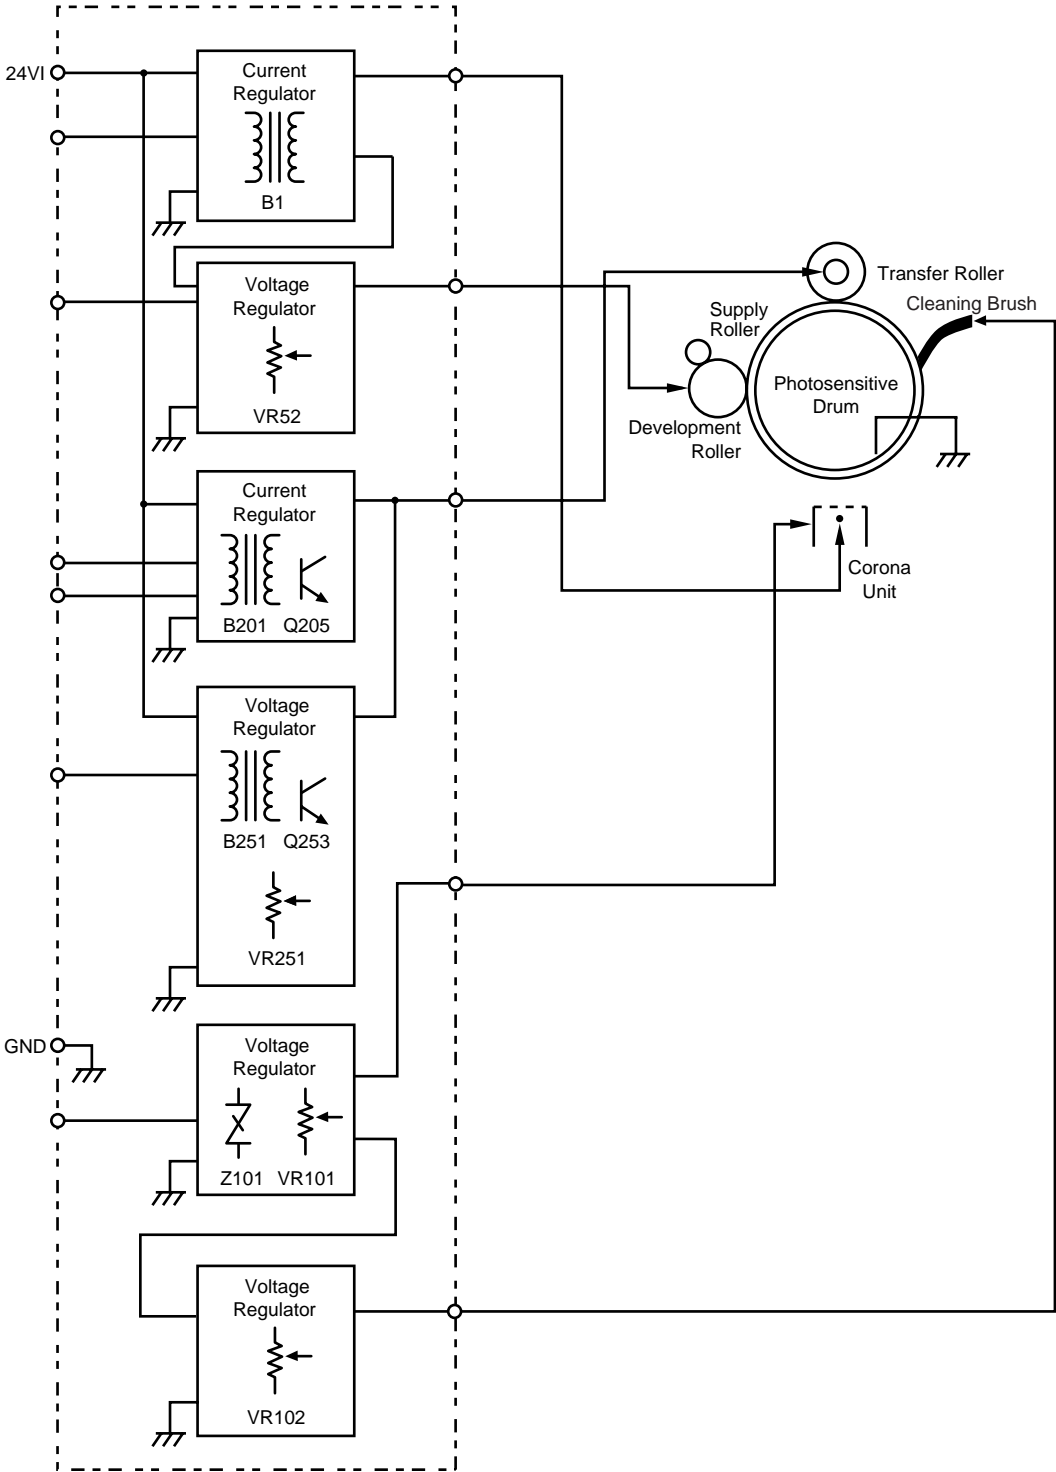 24VI
Current
Regulator
B1
Voltage
Regulator
VR52
Transfer Roller
Cleaning Brush
Supply
Roller
Photosensitive
Drum
Development
Roller
Current
Regulator
B201 Q205
Corona
Unit
Voltage
Regulator
B251 Q253
VR251
GND
Voltage
Regulator
Z101 VR101
Voltage
Regulator
VR102